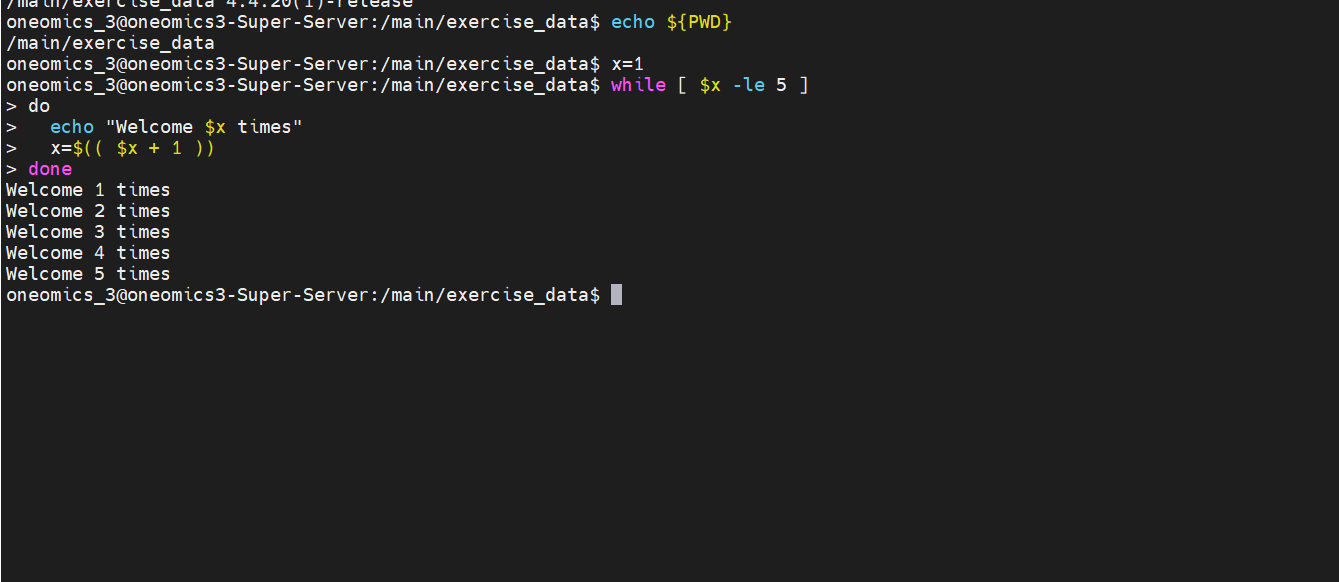 /main/exercise_data 4.4.20(1)-release
oneomics_3@oneomics3-Super-Server:/main/exercise_data$ echo ${PWD}
/main/exercise_data
oneomics_3@oneomics3-Super-Server:/main/exercise_data$ x=1
oneomics_3@oneomics3-Super-Server:/main/exercise_data$ while [ $x -le 5 ]
> do
>   echo "Welcome $x times"
>   x=$(( $x + 1 ))
> done
Welcome 1 times
Welcome 2 times
Welcome 3 times
Welcome 4 times
Welcome 5 times
oneomics_3@oneomics3-Super-Server:/main/exercise_data$